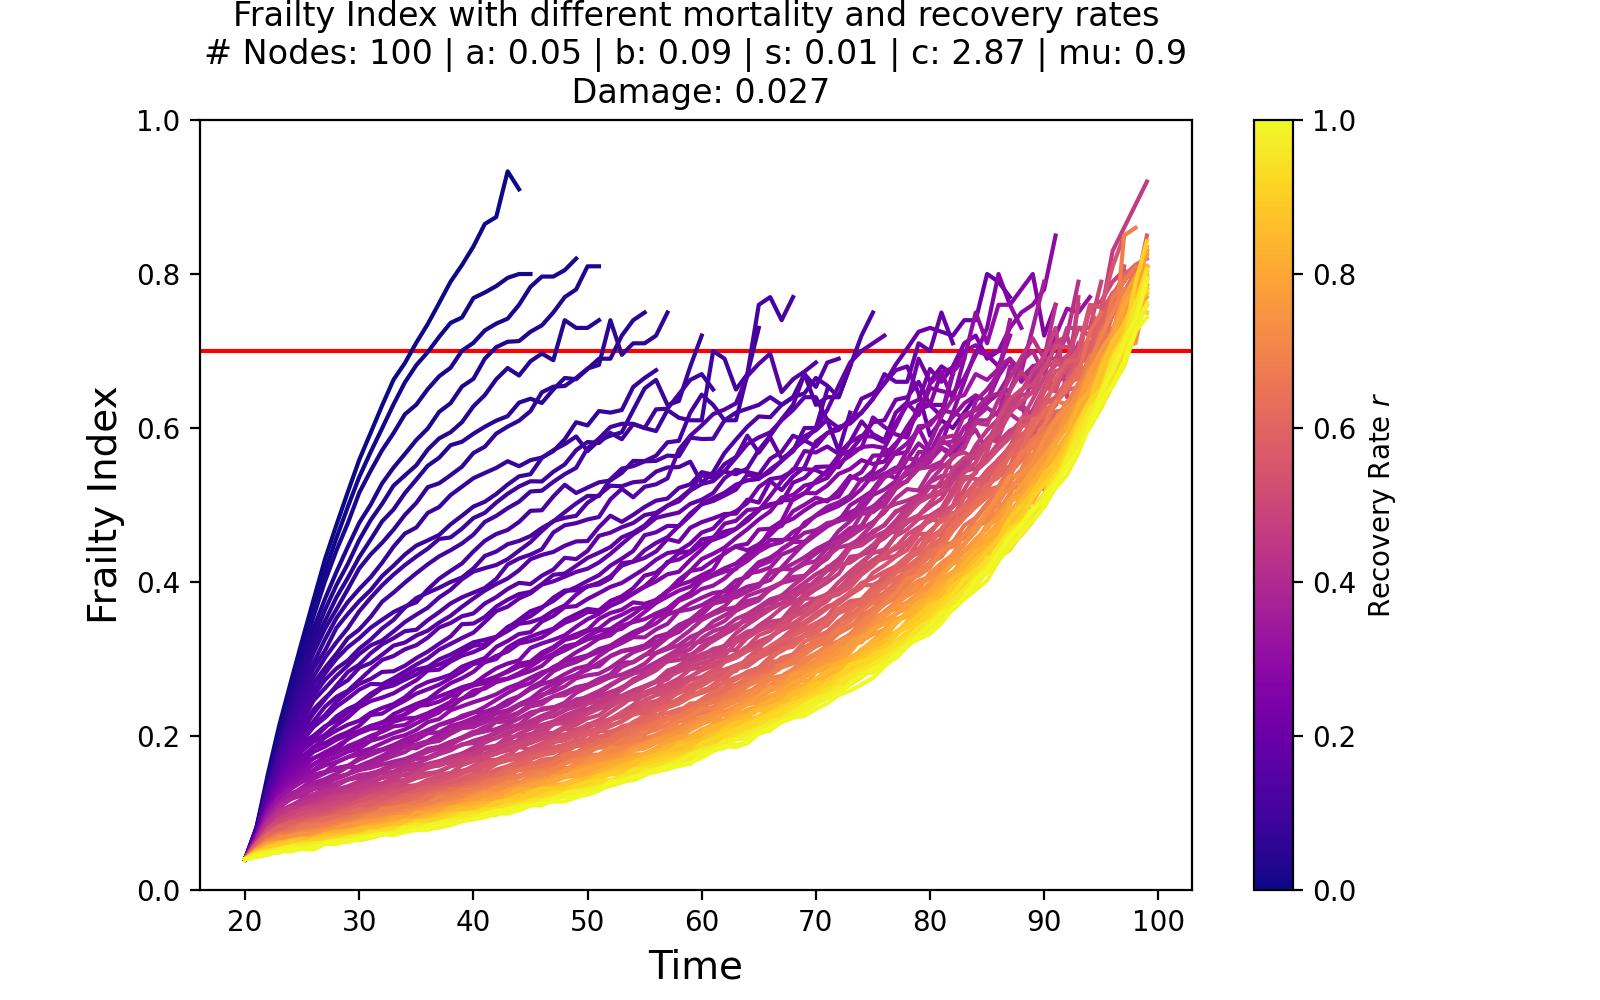 Frailty Index with different mortality and recovery rates
# Nodes: 100 | a: 0.05 | b: 0.09 | s: 0.01 | c: 2.87 | mu: 0.9
Damage: 0.027
1.0
0.8
0.6
0.4
0.2
0.0
Frailty Index
20 30 40 50 60 70 80 90 100
Time
1.0
0.8
0.6
0.4
0.2
0.0
Recovery Rate r